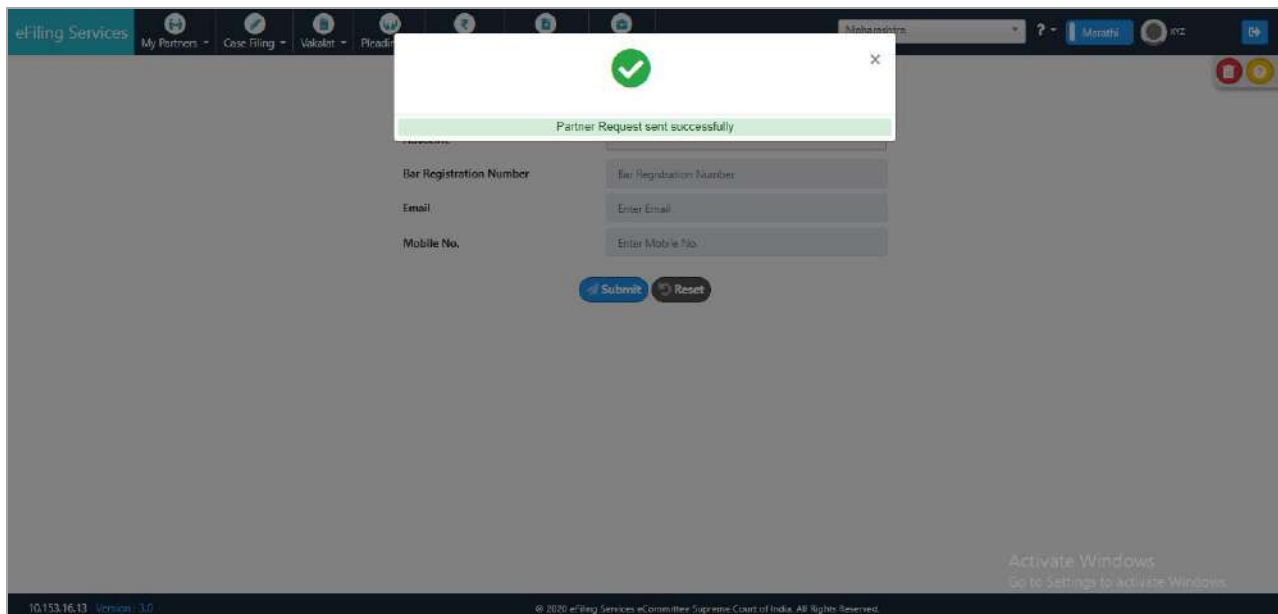 eFiling Services
My Partners
Case Filing
Vakalat
Maharashtra
?
Marathi
xyz
Partner Request sent successfully
Bar Registration Number
Bar Registration Number
Email
Enter Email
Mobile No.
Enter Mobile No.
Submit
Reset
Activate Windows
Go to Settings to activate Windows.
10.153.16.13 Version : 3.0
© 2020 eFiling Services eCommittee Supreme Court of India. All Rights Reserved.